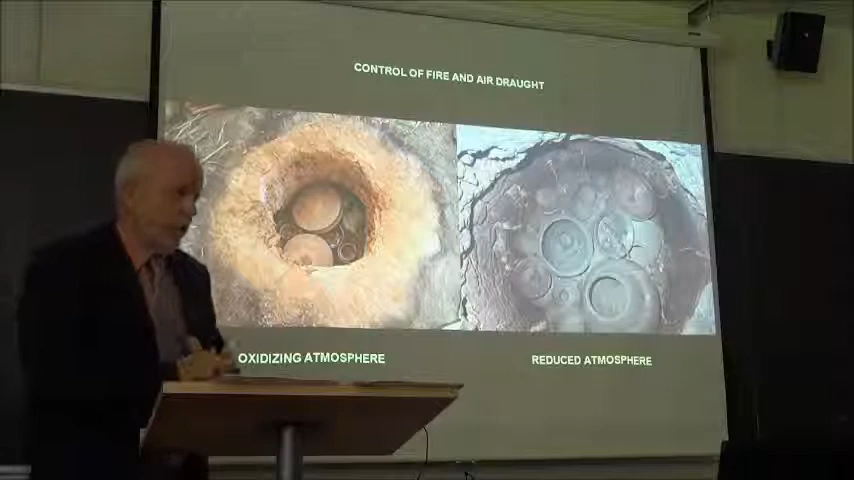 CONTROL OF FIRE AND AIR DRAUGHT
OXIDIZING ATMOSPHERE
REDUCED ATMOSPHERE